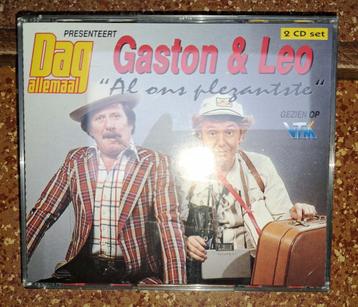 PRESENTEERT
2 CD set
Dag
allemaal
Gaston & Leo
"Al ons plezantste"
GEZIEN OP
VTM